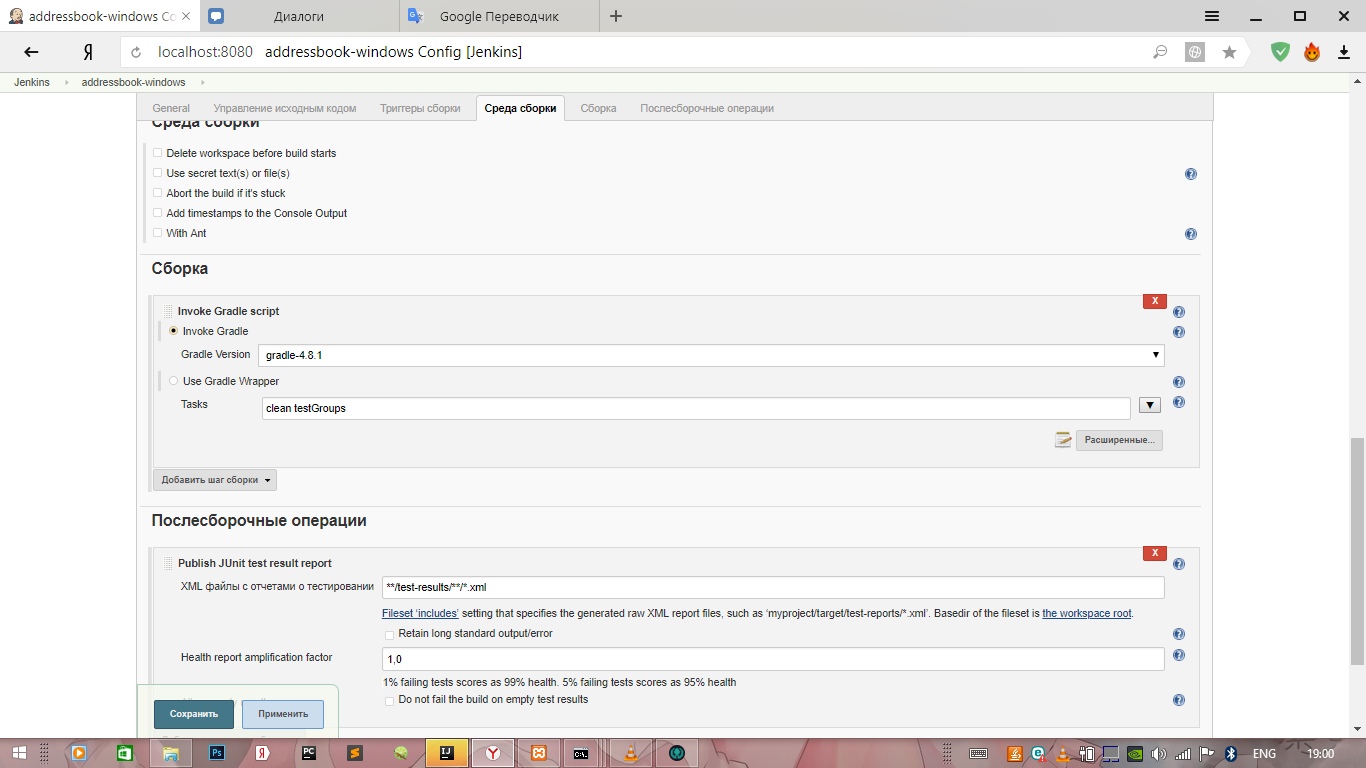 addressbook-windows Co
Диалоги
Google Переводчик
localhost:8080 addressbook-windows Config [Jenkins]
Jenkins
addressbook-windows
General
Управление исходным кодом
Триггеры сборки
Среда сборки
Сборка
Послесборочные операции
Среда сборки
Delete workspace before build starts
Use secret text(s) or file(s)
Abort the build if it's stuck
Add timestamps to the Console Output
With Ant
Сборка
X
Invoke Gradle script
Invoke Gradle
Gradle Version gradle-4.8.1
Use Gradle Wrapper
Tasks clean testGroups
Расширенные...
Добавить шаг сборки
Послесборочные операции
X
Publish JUnit test result report
XML файлы с отчетами о тестировании **/test-results/**/*.xml
Fileset ‘includes’ setting that specifies the generated raw XML report files, such as ‘myproject/target/test-reports/*.xml’. Basedir of the fileset is the workspace root.
Retain long standard output/error
Health report amplification factor 1,0
1% failing tests scores as 99% health. 5% failing tests scores as 95% health
Do not fail the build on empty test results
Сохранить
Применить
ENG
19:00